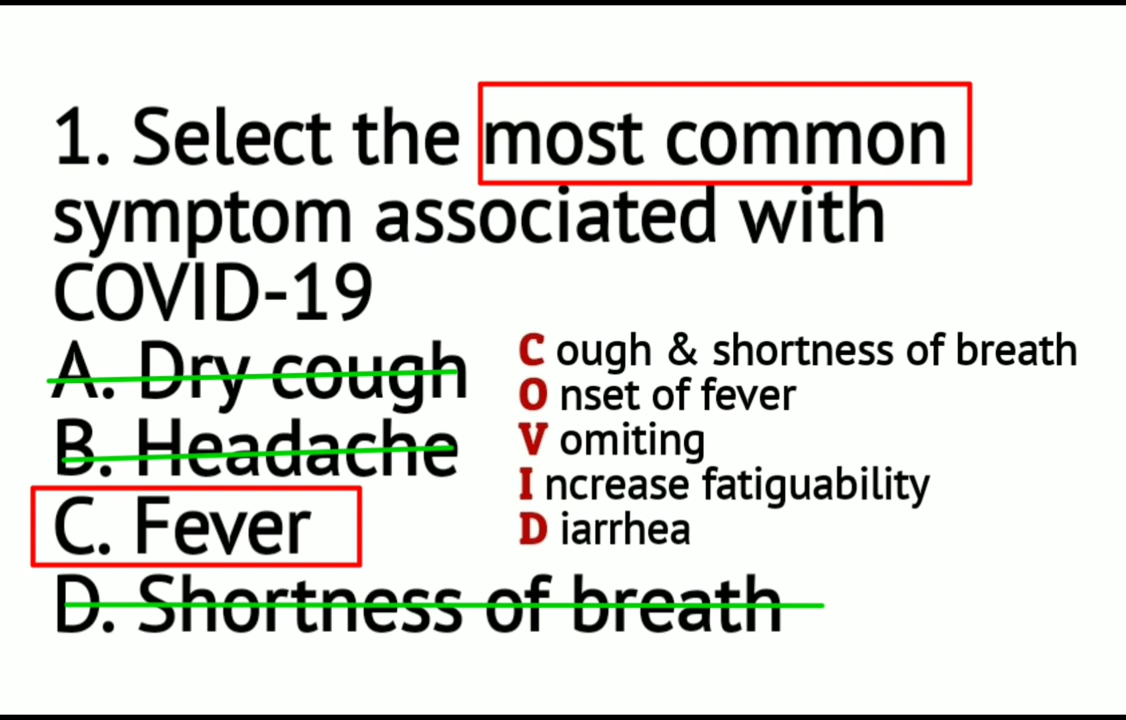 1. Select the most common
symptom associated with
COVID-19
A. Dry cough
B. Headache
C. Fever
D. Shortness of breath
C ough & shortness of breath
O nset of fever
V omiting
I ncrease fatiguability
D iarrhea